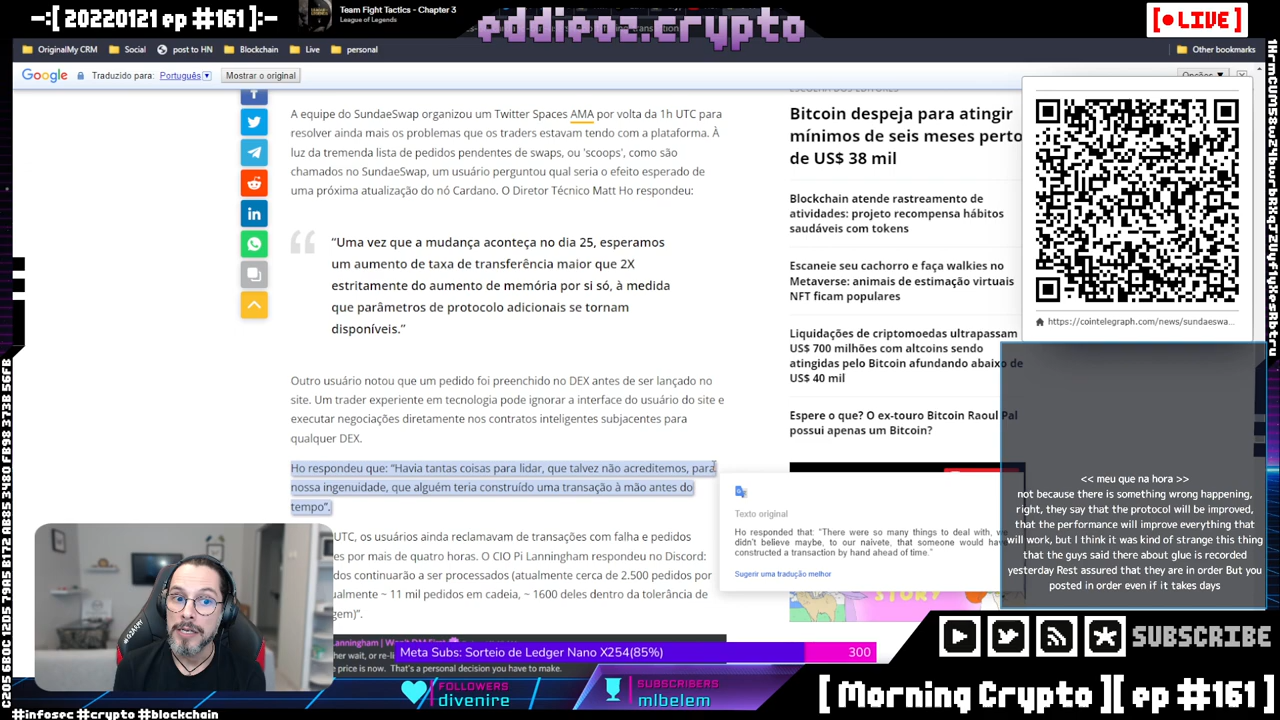 -:[ 20220121 ep #161 ]:-
Team Fight Tactics - Chapter 3
League of Legends
eddieoz.crypto
[ LIVE ]
OriginalMy CRM
Social
post to HN
Blockchain
Live
personal
Other bookmarks
Google
Traduzido para: Português
Mostrar o original
Opções ▼
A equipe do SundaeSwap organizou um Twitter Spaces AMA por volta da 1h UTC para
resolver ainda mais os problemas que os traders estavam tendo com a plataforma. À
luz da tremenda lista de pedidos pendentes de swaps, ou 'scoops', como são
chamados no SundaeSwap, um usuário perguntou qual seria o efeito esperado de
uma próxima atualização do nó Cardano. O Diretor Técnico Matt Ho respondeu:
“Uma vez que a mudança aconteça no dia 25, esperamos
um aumento de taxa de transferência maior que 2X
estritamente do aumento de memória por si só, à medida
que parâmetros de protocolo adicionais se tornam
disponíveis.”
Outro usuário notou que um pedido foi preenchido no DEX antes de ser lançado no
site. Um trader experiente em tecnologia pode ignorar a interface do usuário do site e
executar negociações diretamente nos contratos inteligentes subjacentes para
qualquer DEX.
Ho respondeu que: “Havia tantas coisas para lidar, que talvez não acreditemos, para
nossa ingenuidade, que alguém teria construído uma transação à mão antes do
tempo”.
UTC, os usuários ainda reclamavam de transações com falha e pedidos
por mais de quatro horas. O CIO Pi Lanningham respondeu no Discord:
continuarão a ser processados (atualmente cerca de 2.500 pedidos por
~ 11 mil pedidos em cadeia, ~ 1600 deles dentro da tolerância de
ESCOLHA DOS EDITORES
Bitcoin despeja para atingir
mínimos de seis meses perto
de US$ 38 mil
Blockchain atende rastreamento de
atividades: projeto recompensa hábitos
saudáveis com tokens
Escaneie seu cachorro e faça walkies no
Metaverse: animais de estimação virtuais
NFT ficam populares
Liquidações de criptomoedas ultrapassam
US$ 700 milhões com altcoins sendo
atingidas pelo Bitcoin afundando abaixo de
US$ 40 mil
Espere o que? O ex-touro Bitcoin Raoul Pal
possui apenas um Bitcoin?
Texto original
Ho responded that: “There were so many things to deal with, we
didn't believe maybe, to our naivete, that someone would have
constructed a transaction by hand ahead of time.”
Sugerir uma tradução melhor
STORY
https://cointelegraph.com/news/sundaeswa...
<< meu que na hora >>
not because there is something wrong happening,
right, they say that the protocol will be improved,
that the performance will improve everything that
will work, but I think it was kind of strange this thing
that the guys said there about glue is recorded
yesterday Rest assured that they are in order But you
posted in order even if it takes days
price is now. That's a personal decision you have to make.
Meta Subs: Sorteio de Ledger Nano X254(85%)
300
FOLLOWERS
divenire
SUBSCRIBERS
mlbelem
SUBSCRIBE
[ Morning Crypto ][ ep #161 ]
#infosec #crypto #blockchain